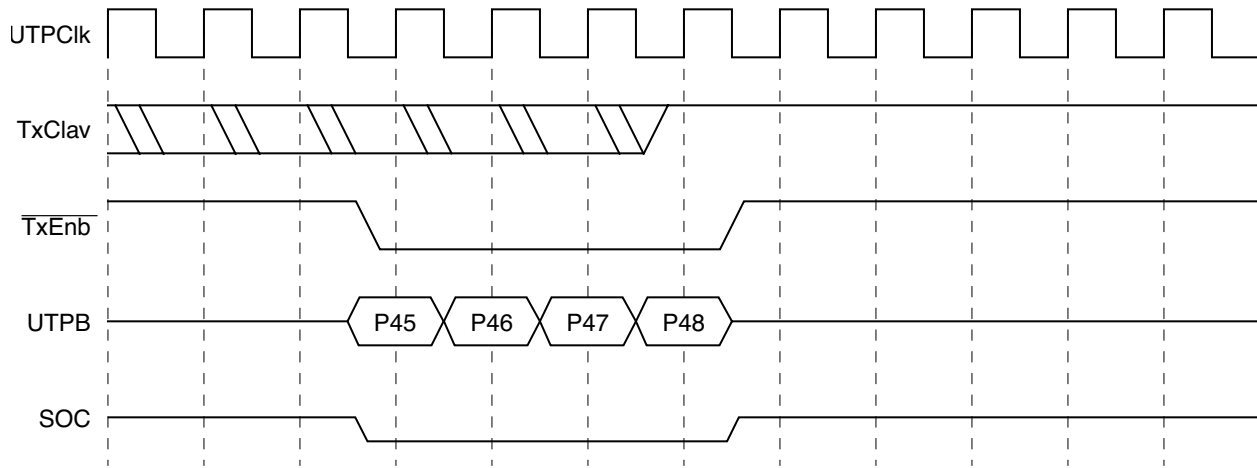 UTPClk
TxClav
TxEnb
UTPB
P45 P46 P47 P48
SOC